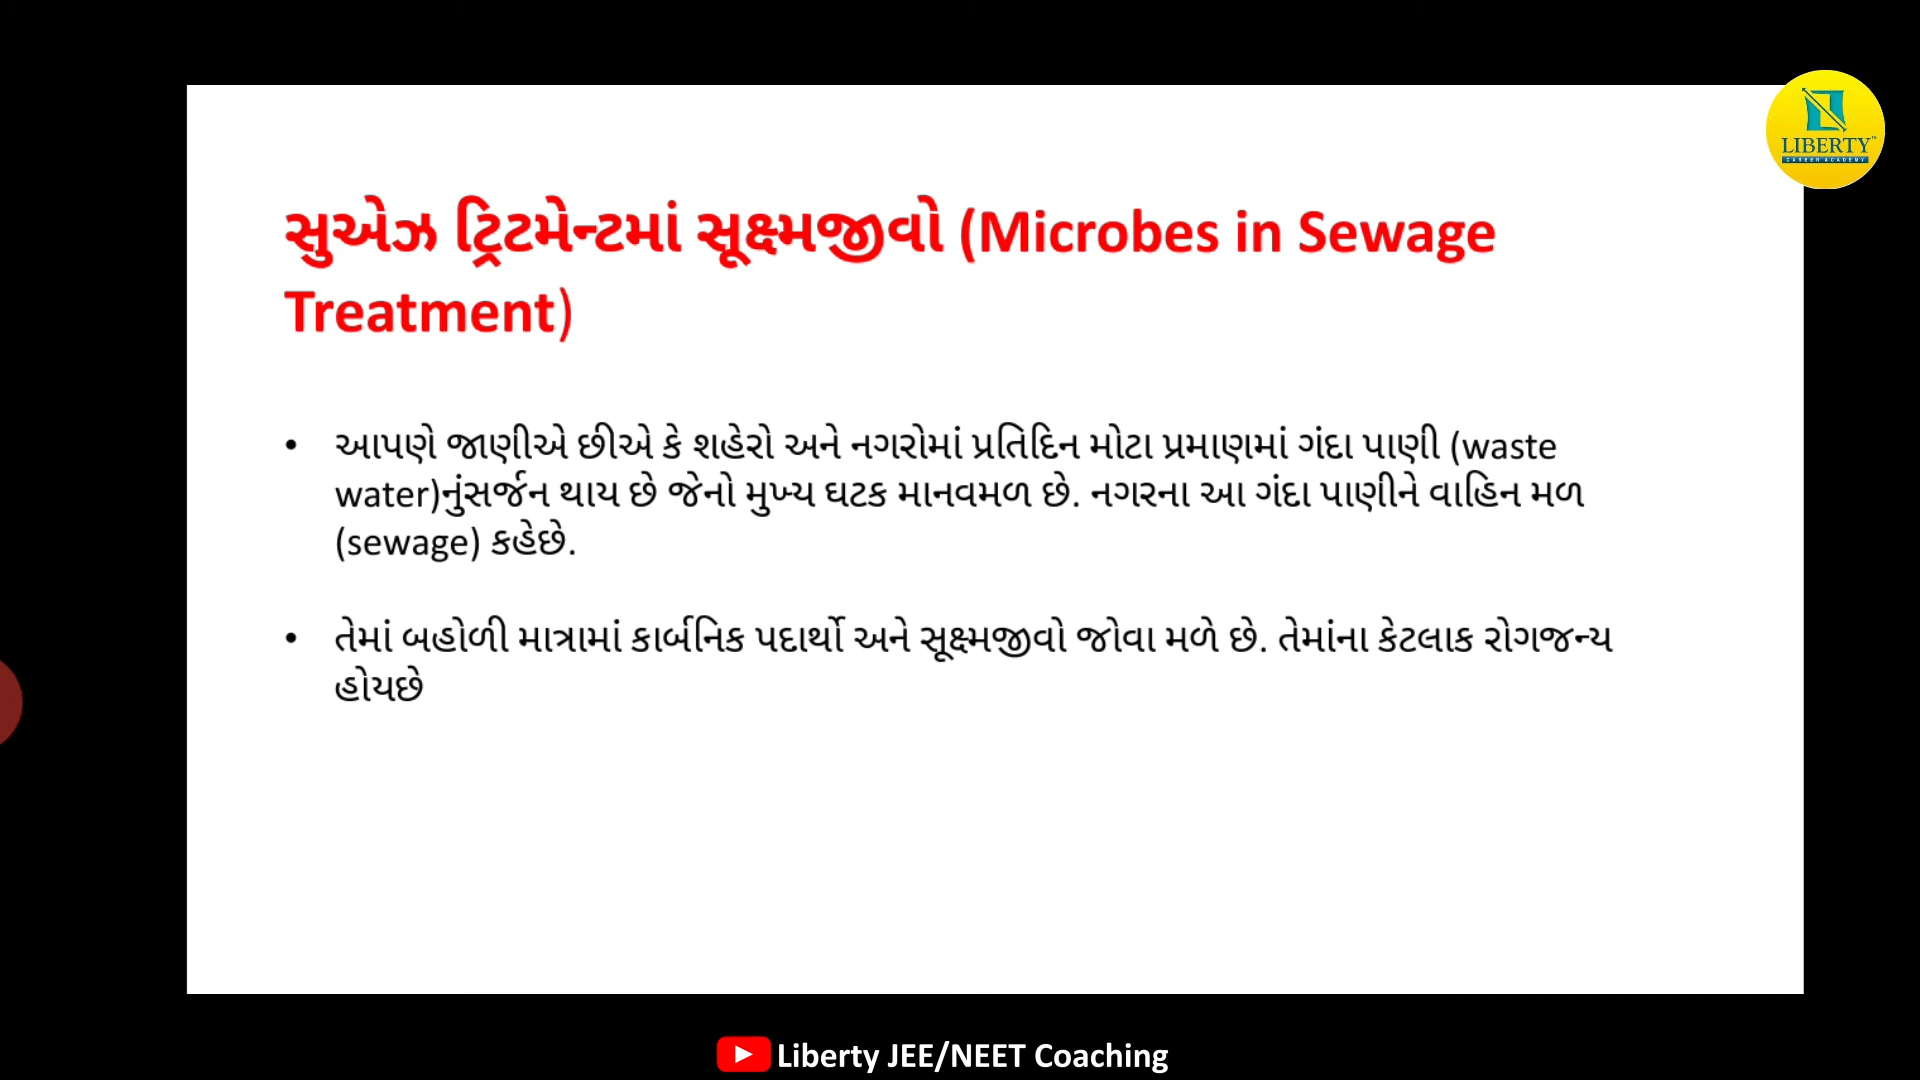 LIBERTY
CAREER ACADEMY
સુએઝ ટ્રિટમેન્ટમાં સૂક્ષ્મજીવો (Microbes in Sewage
Treatment)
• આપણે જાણીએ છીએ કે શહેરો અને નગરોમાં પ્રતિદિન મોટા પ્રમાણમાં ગંદા પાણી (waste
water)નુંસર્જન થાય છે જેનો મુખ્ય ઘટક માનવમળ છે. નગરના આ ગંદા પાણીને વાહિન મળ
(sewage) કહેછે.
• તેમાં બહોળી માત્રામાં કાર્બનિક પદાર્થો અને સૂક્ષ્મજીવો જોવા મળે છે. તેમાંના કેટલાક રોગજન્ય
હોયછે
Liberty JEE/NEET Coaching